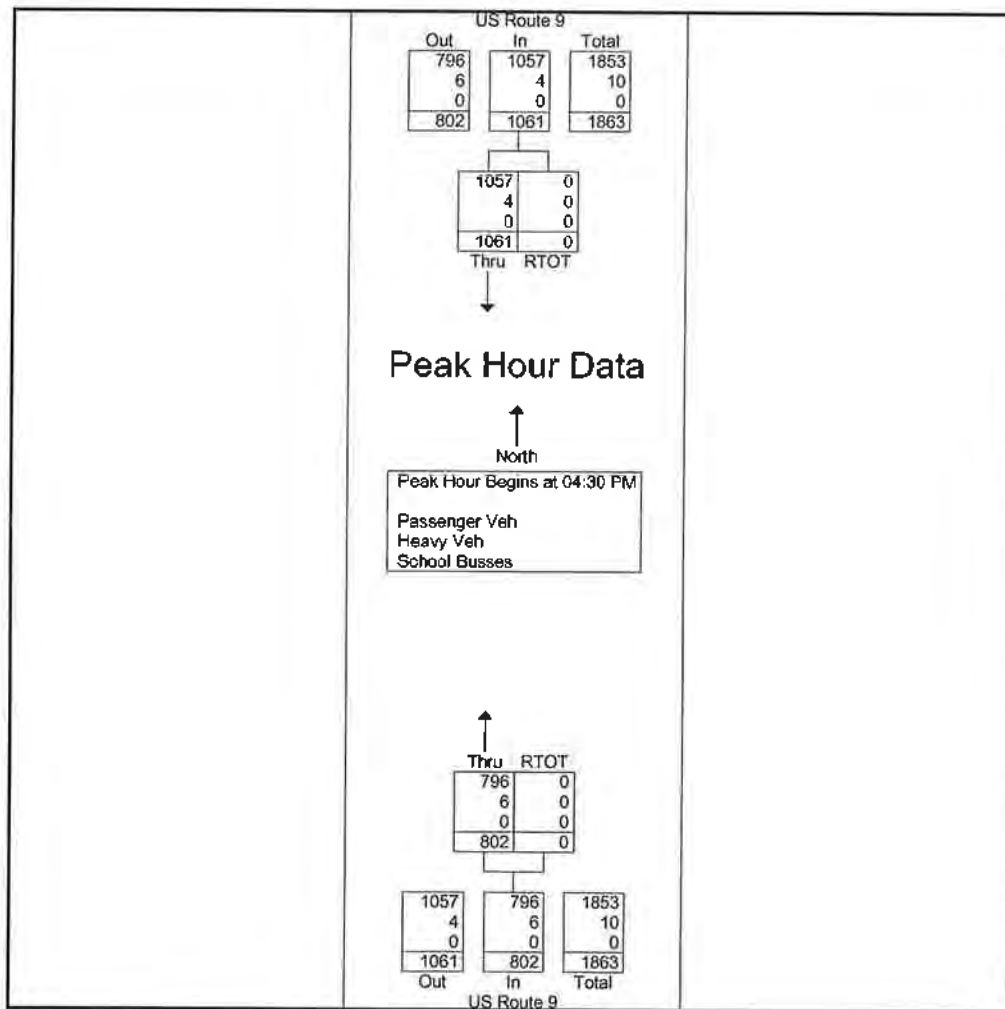 US Route 9
Out In Total
796 1057 1853
6 4 10
0 0 0
802 1061 1863
1057 0
4 0
0 0
1061 0
Thru RTOT
Peak Hour Data
North
Peak Hour Begins at 04:30 PM
Passenger Veh
Heavy Veh
School Busses
Thru RTOT
796 0
6 0
0 0
802 0
1057 796 1853
4 6 10
0 0 0
1061 802 1863
Out In Total
US Route 9